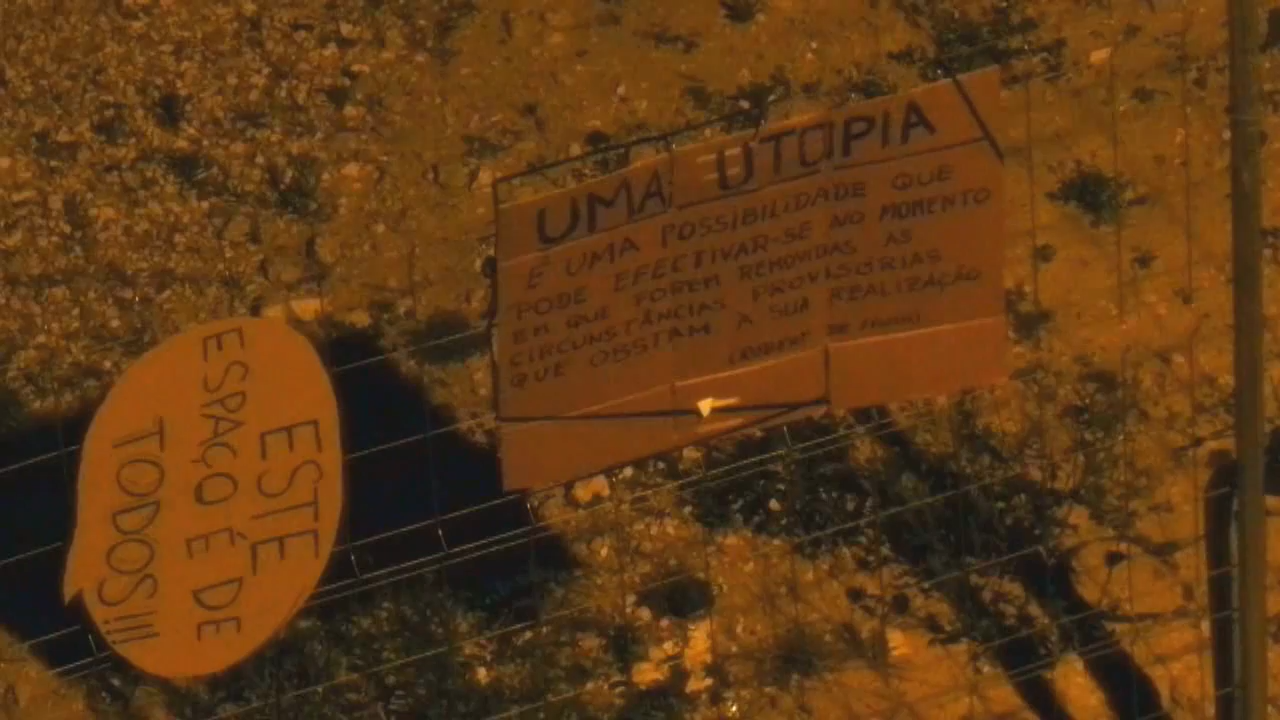 ESTE
ESPAÇO É DE
TODOS!!!
UMA UTOPIA
É UMA POSSIBILIDADE QUE
PODE EFECTIVAR-SE NO MOMENTO
EM QUE FOREM REMOVIDAS AS
CIRCUNSTÂNCIAS PROVISÓRIAS
QUE OBSTAM À SUA REALIZAÇÃO